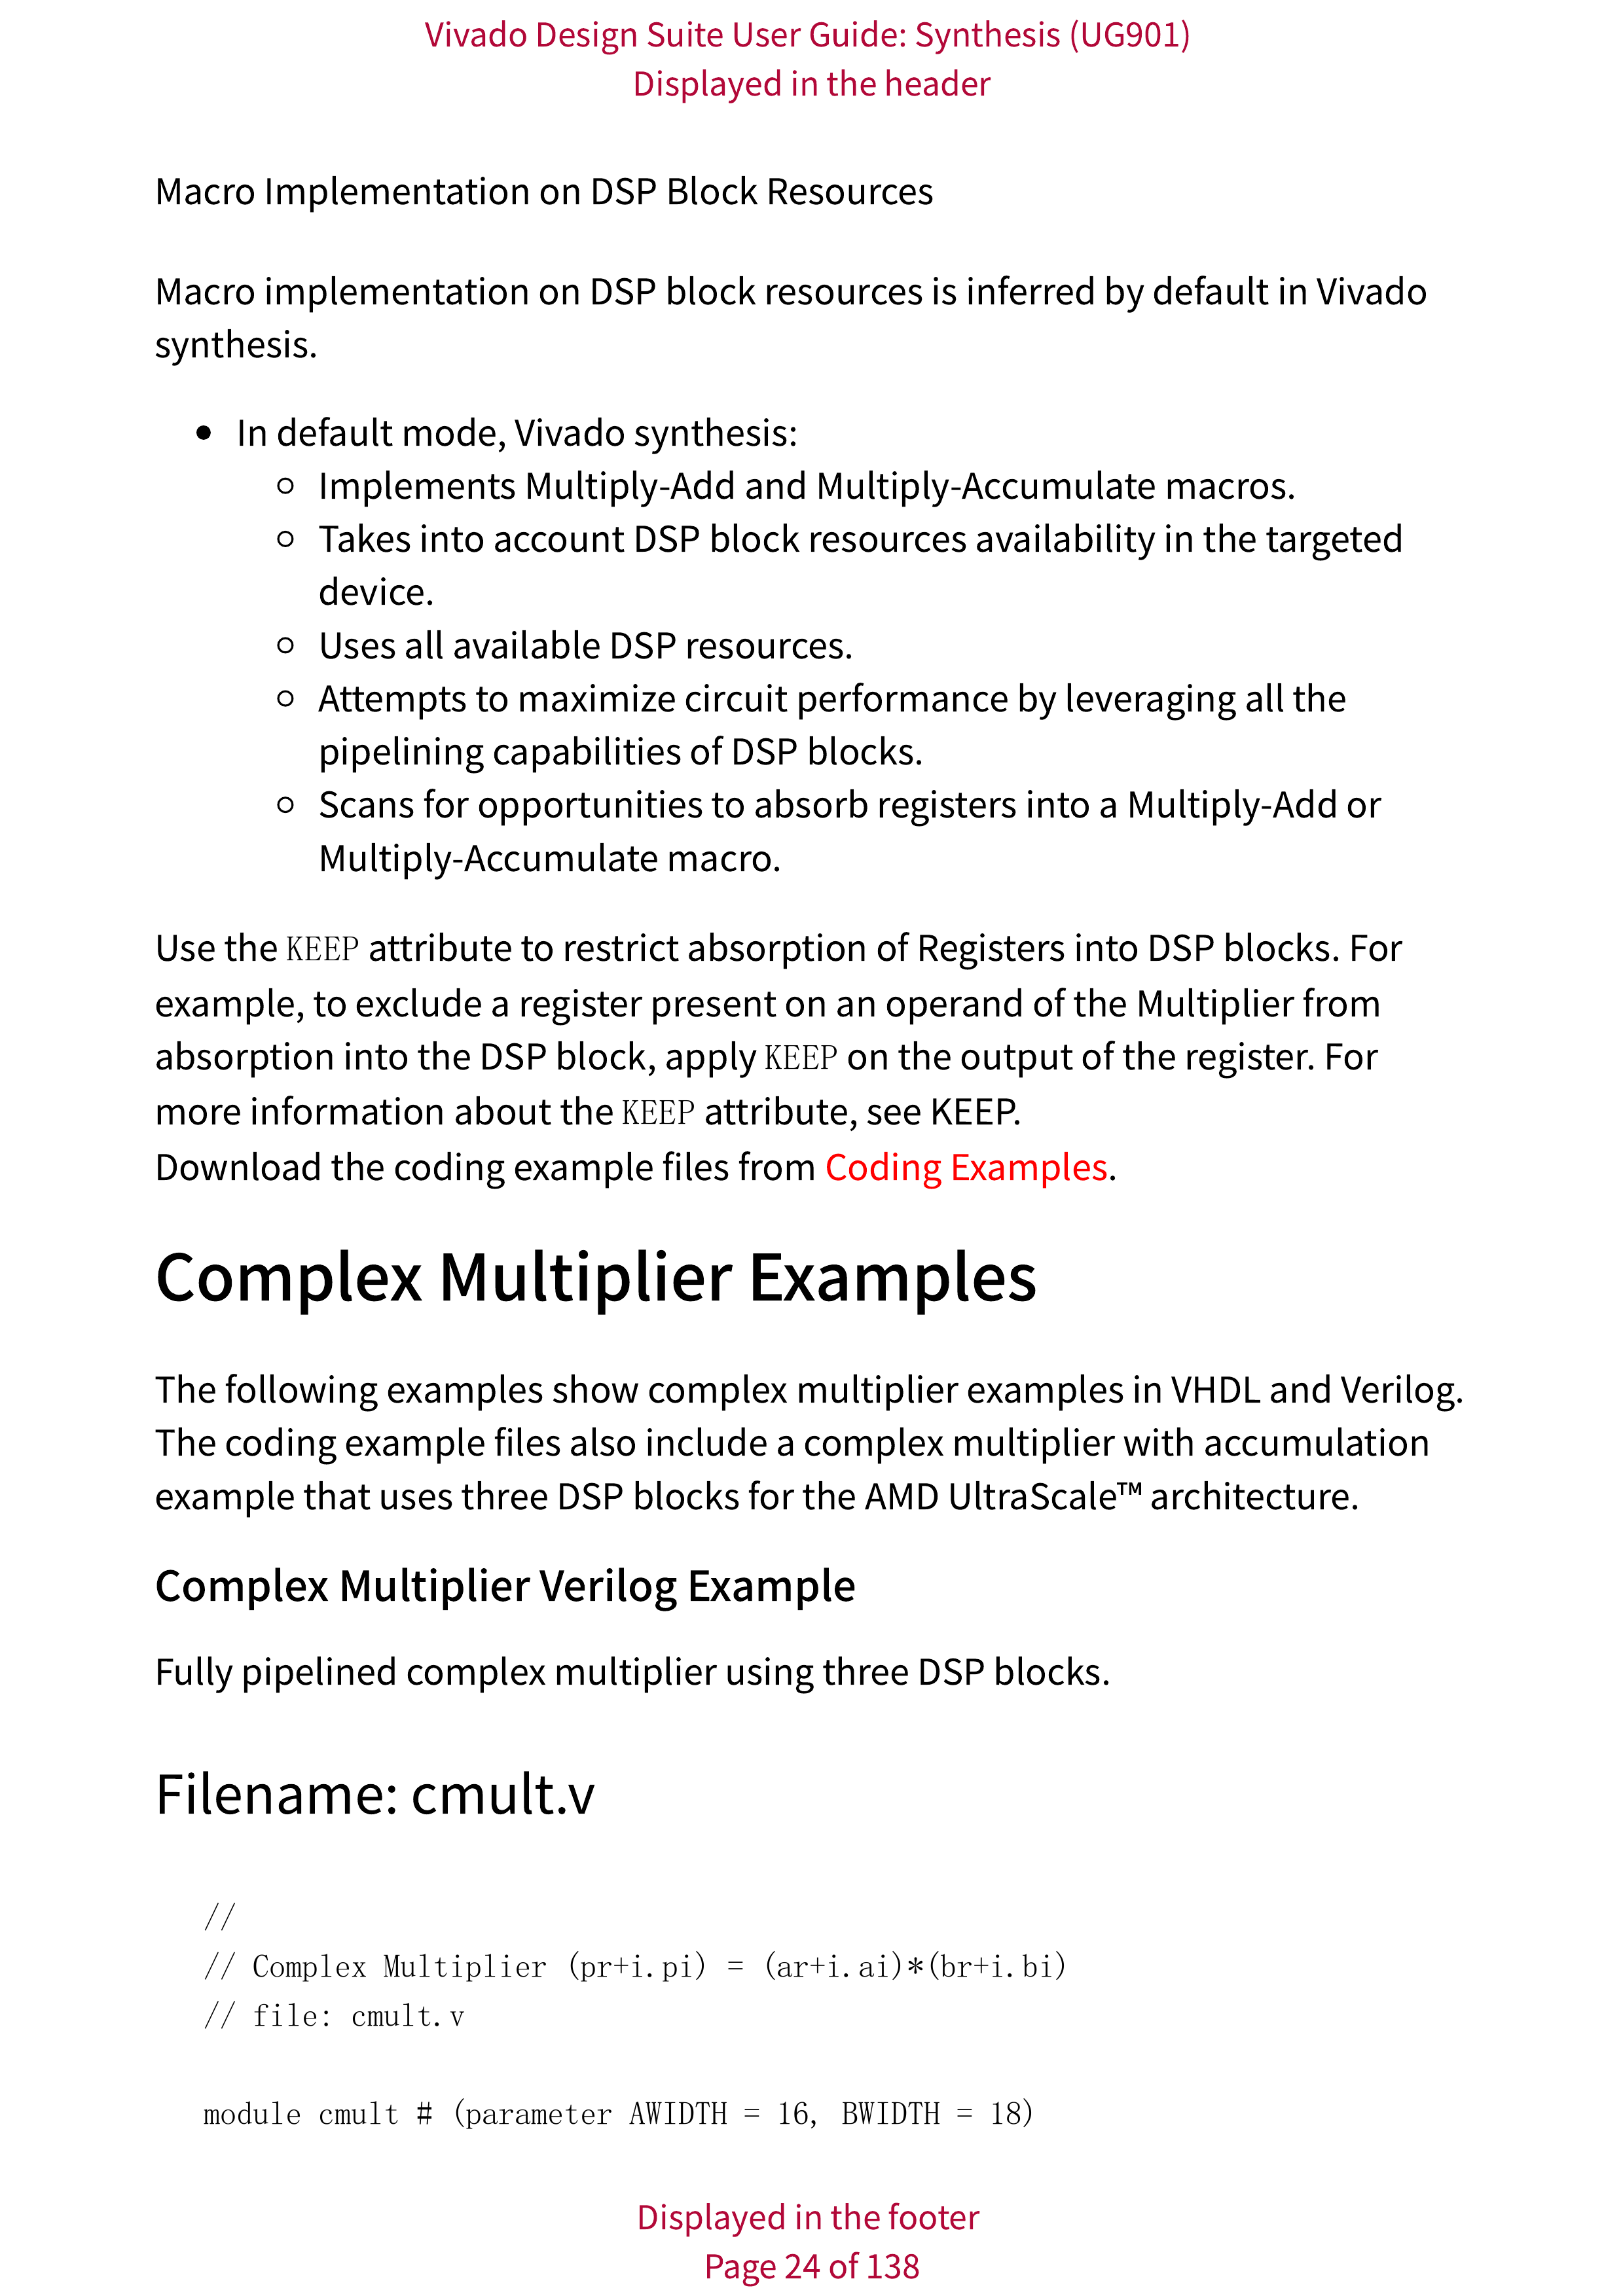 Vivado Design Suite User Guide: Synthesis (UG901)
Displayed in the header
Macro Implementation on DSP Block Resources
Macro implementation on DSP block resources is inferred by default in Vivado
synthesis.
• In default mode, Vivado synthesis:
○ Implements Multiply-Add and Multiply-Accumulate macros.
○ Takes into account DSP block resources availability in the targeted
device.
○ Uses all available DSP resources.
○ Attempts to maximize circuit performance by leveraging all the
pipelining capabilities of DSP blocks.
○ Scans for opportunities to absorb registers into a Multiply-Add or
Multiply-Accumulate macro.
Use the KEEP attribute to restrict absorption of Registers into DSP blocks. For
example, to exclude a register present on an operand of the Multiplier from
absorption into the DSP block, apply KEEP on the output of the register. For
more information about the KEEP attribute, see KEEP.
Download the coding example files from Coding Examples.
Complex Multiplier Examples
The following examples show complex multiplier examples in VHDL and Verilog.
The coding example files also include a complex multiplier with accumulation
example that uses three DSP blocks for the AMD UltraScale™ architecture.
Complex Multiplier Verilog Example
Fully pipelined complex multiplier using three DSP blocks.
Filename: cmult.v
//
// Complex Multiplier (pr+i.pi) = (ar+i.ai)*(br+i.bi)
// file: cmult.v
module cmult # (parameter AWIDTH = 16, BWIDTH = 18)
Displayed in the footer
Page 24 of 138